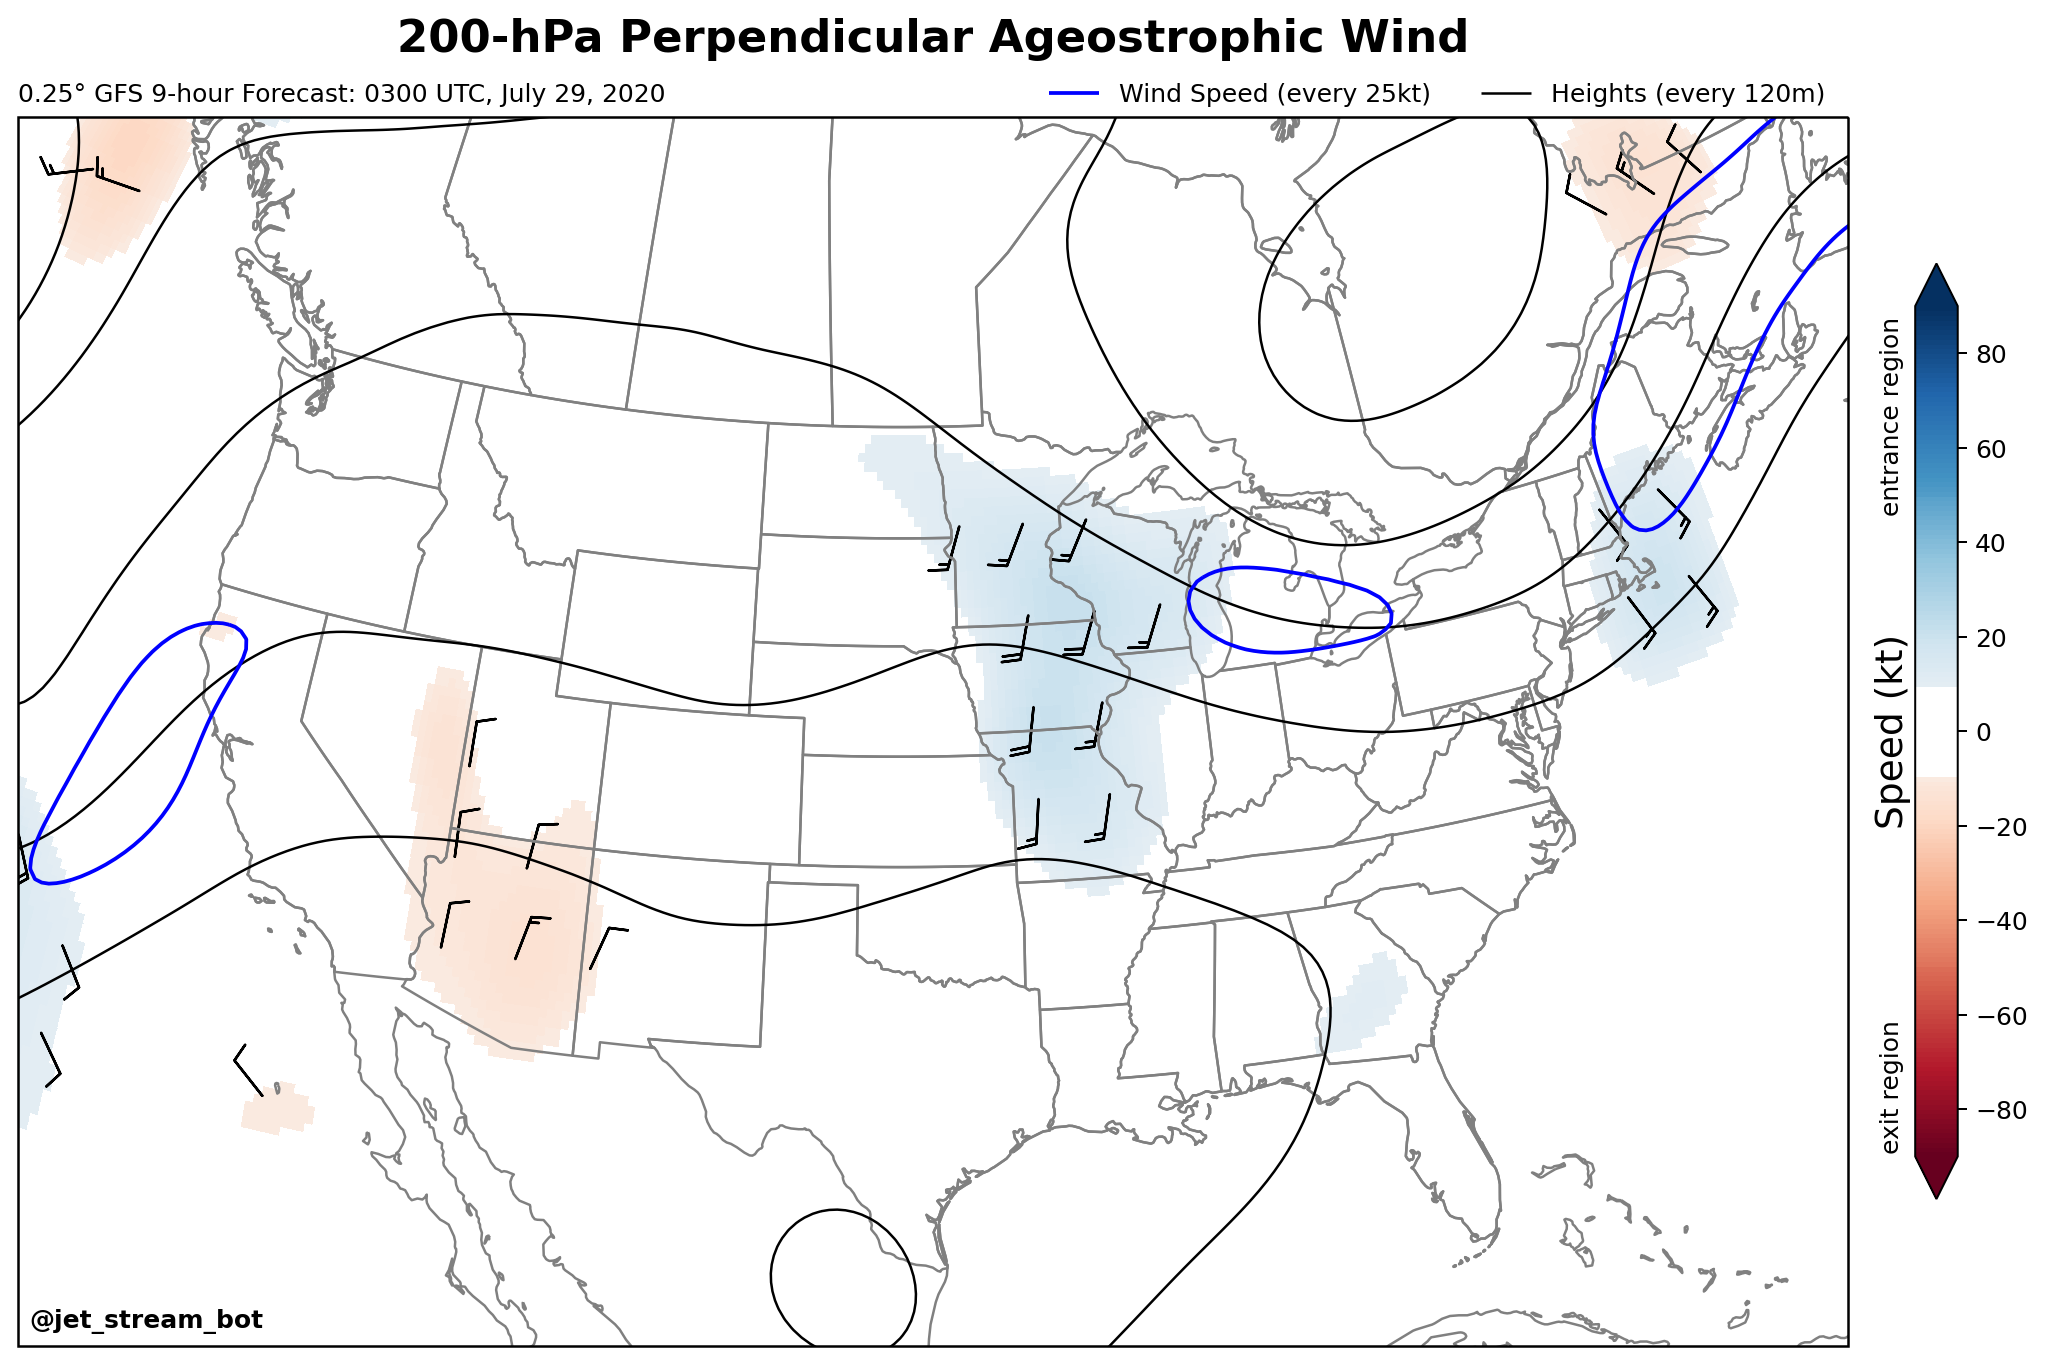 200-hPa Perpendicular Ageostrophic Wind
0.25° GFS 9-hour Forecast: 0300 UTC, July 29, 2020
Wind Speed (every 25kt)
Heights (every 120m)
entrance region
Speed (kt)
exit region
80
60
40
20
0
−20
−40
−60
−80
@jet_stream_bot